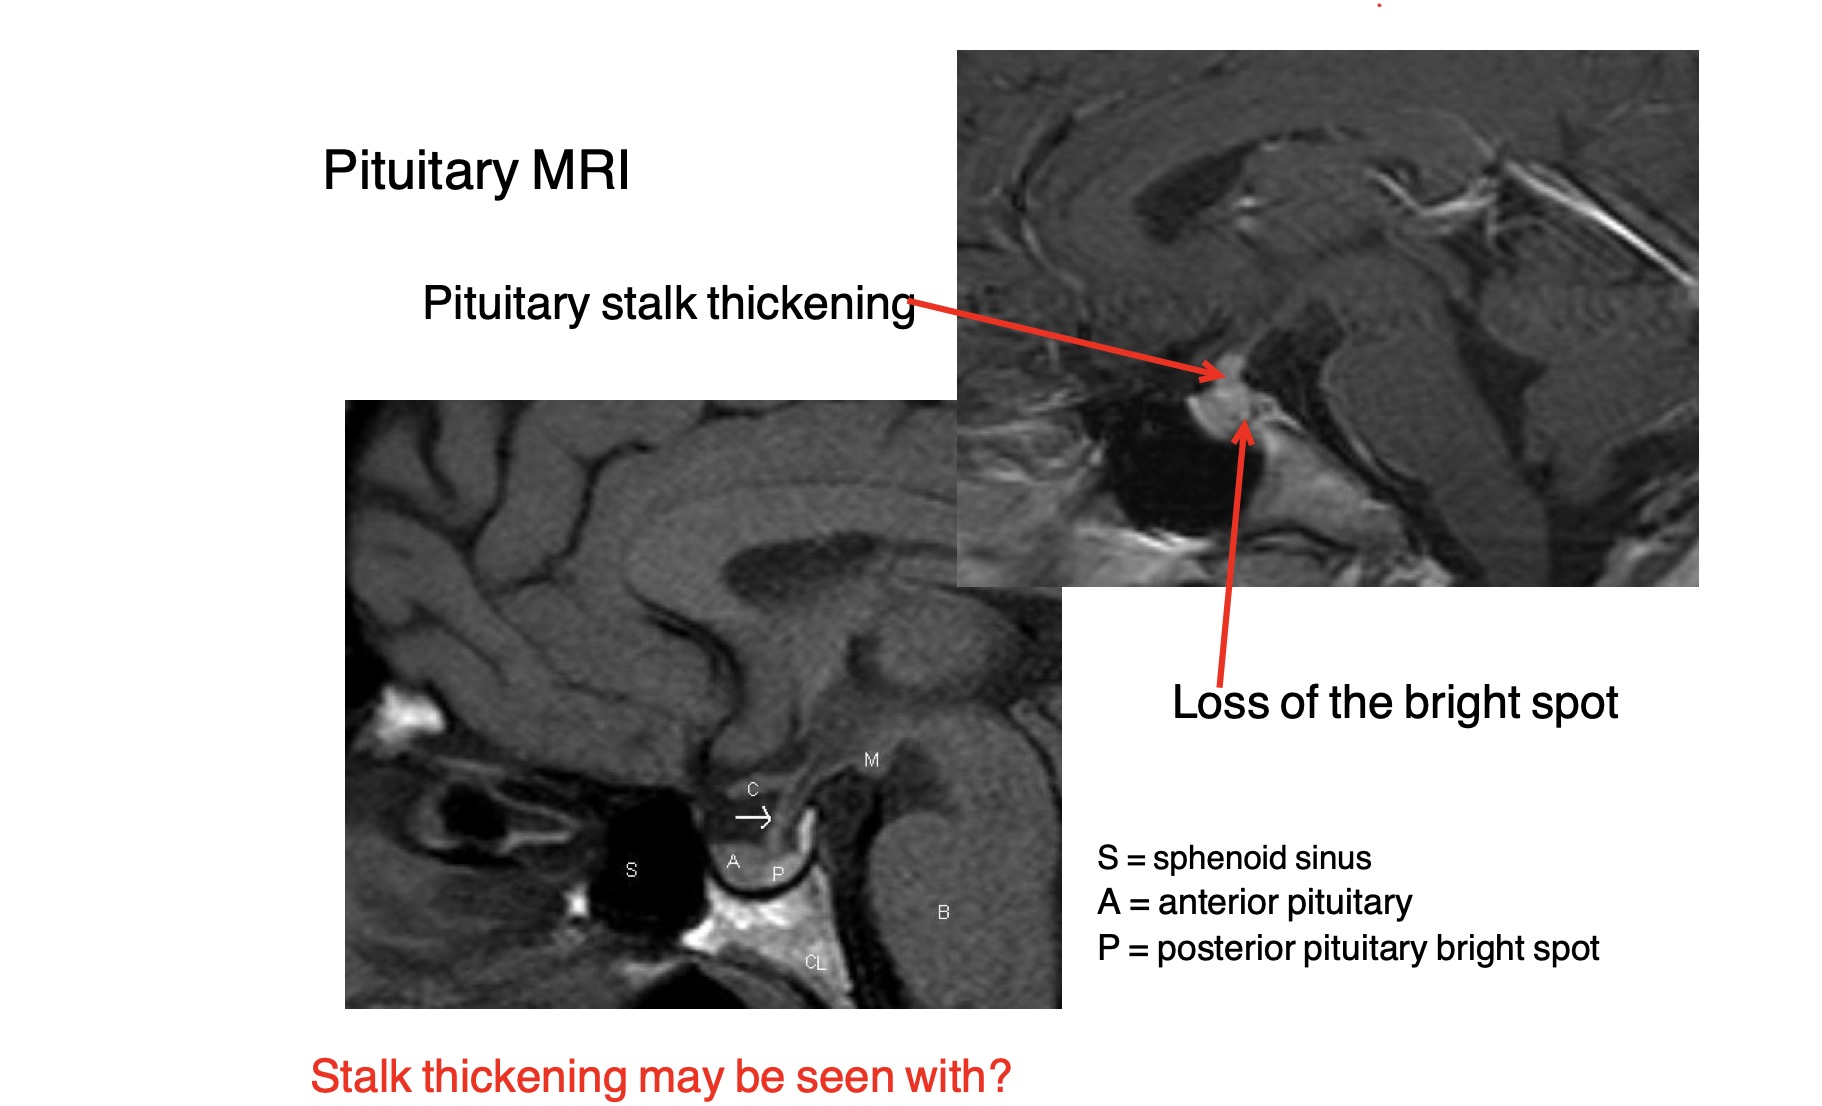 Pituitary MRI
Pituitary stalk thickening
C
M
A
P
S
B
CL
Loss of the bright spot
S = sphenoid sinus
A = anterior pituitary
P = posterior pituitary bright spot
Stalk thickening may be seen with?